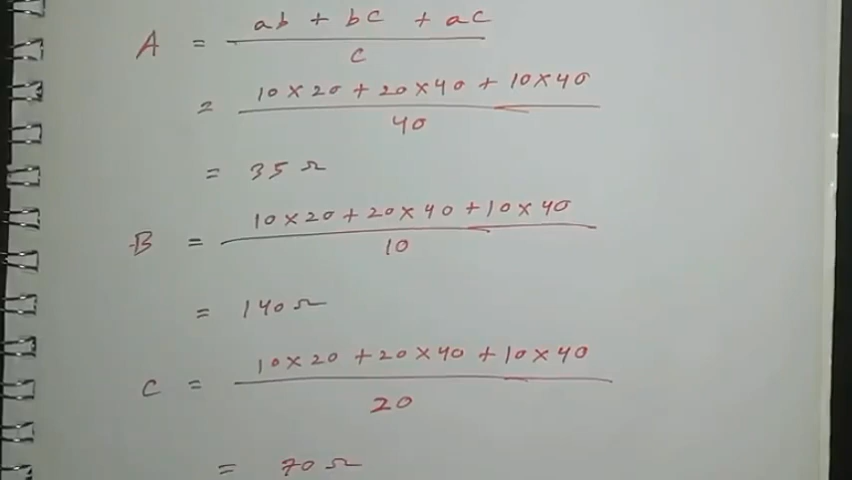 A = (ab + bc + ac) / c
= (10 × 20 + 20 × 40 + 10 × 40) / 40
= 35 Ω
B = (10 × 20 + 20 × 40 + 10 × 40) / 10
= 140 Ω
C = (10 × 20 + 20 × 40 + 10 × 40) / 20
= 70 Ω